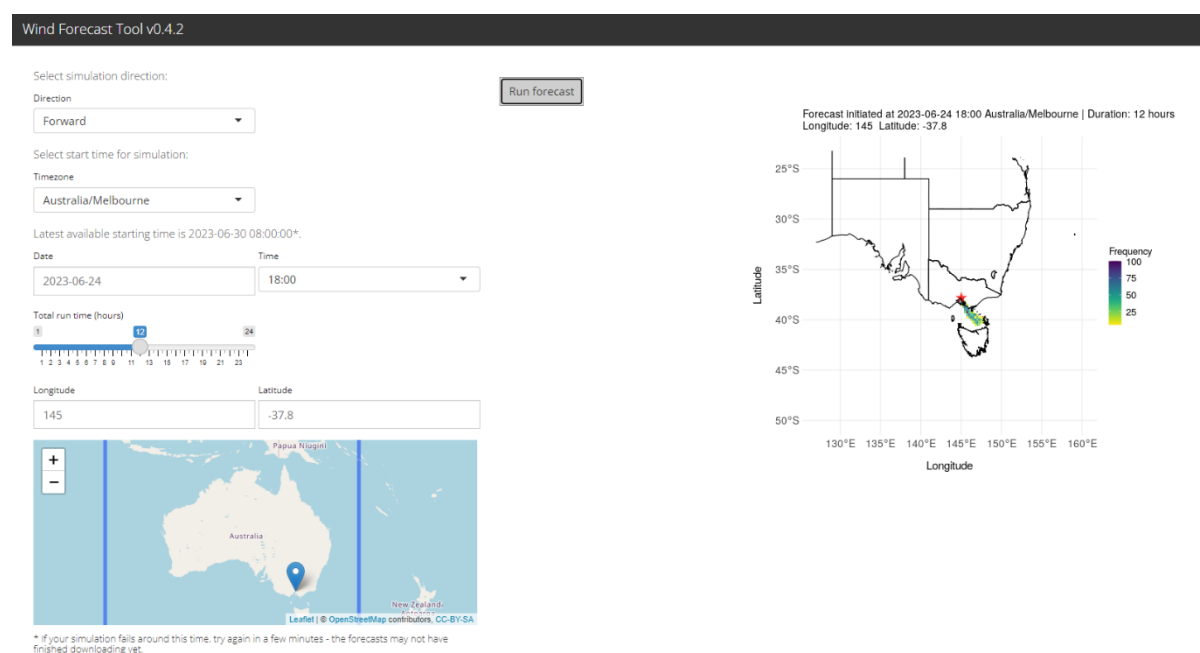 Wind Forecast Tool v0.4.2
Select simulation direction:
Direction
Forward
Select start time for simulation:
Timezone
Australia/Melbourne
Latest available starting time is 2023-06-30 08:00:00*.
Date Time
2023-06-24 18:00
Total run time (hours)
1 12 24
1 2 3 4 5 6 7 8 9 11 13 15 17 19 21 23
Longitude Latitude
145 -37.8
+
−
Papua Niugini
Australia
New Zealand/
Aotearoa
Leaflet | © OpenStreetMap contributors, CC-BY-SA
* If your simulation fails around this time, try again in a few minutes - the forecasts may not have
finished downloading yet.
Run forecast
Forecast initiated at 2023-06-24 18:00 Australia/Melbourne | Duration: 12 hours
Longitude: 145 Latitude: -37.8
25°S
30°S
35°S
40°S
45°S
50°S
Latitude
130°E 135°E 140°E 145°E 150°E 155°E 160°E
Longitude
Frequency
100
75
50
25